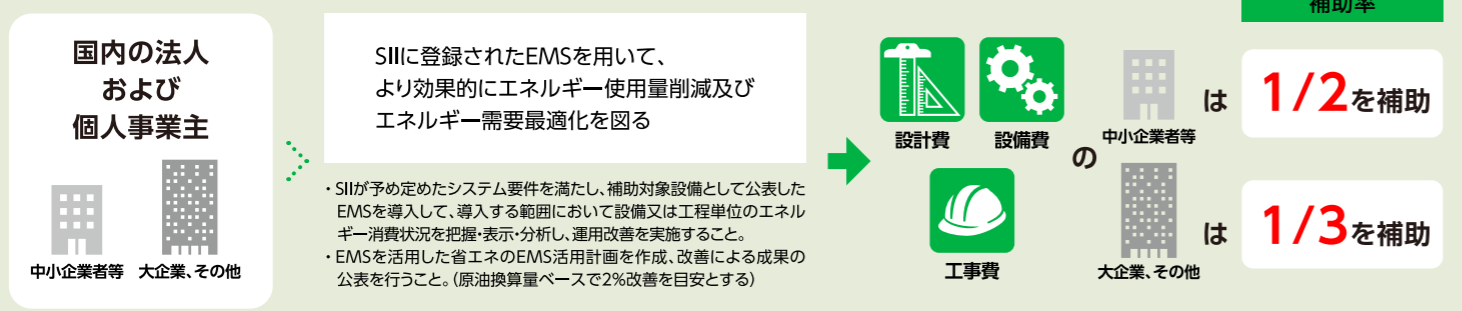 補助率
国内の法人
および
個人事業主
中小企業者等 大企業、その他
SIIに登録されたEMSを用いて、
より効果的にエネルギー使用量削減及び
エネルギー需要最適化を図る
・SIIが予め定めたシステム要件を満たし、補助対象設備として公表した
EMSを導入して、導入する範囲において設備又は工程単位のエネル
ギー消費状況を把握・表示・分析し、運用改善を実施すること。
・EMSを活用した省エネのEMS活用計画を作成、改善による成果の
公表を行うこと。(原油換算量ベースで2%改善を目安とする)
設計費 設備費
工事費
の
中小企業者等
は
1/2を補助
大企業、その他
は
1/3を補助